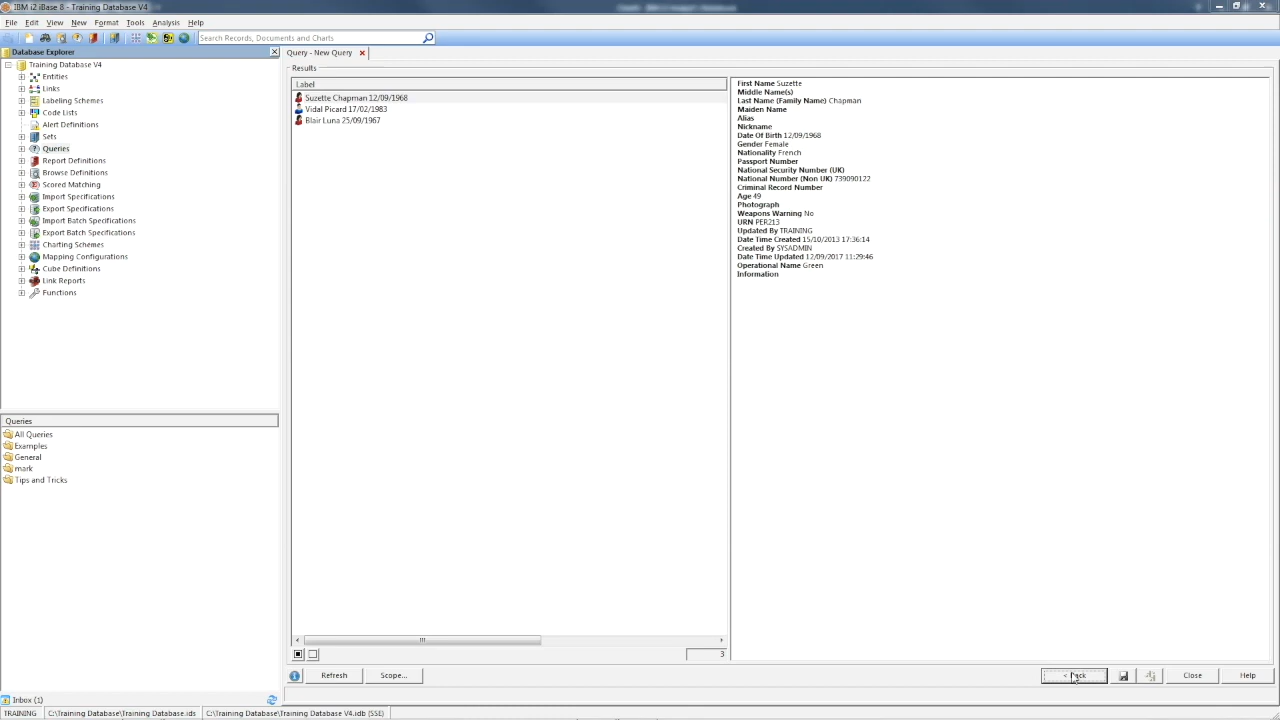 IBM i2 iBase 8 - Training Database V4
File Edit View New Format Tools Analysis Help
Search Records, Documents and Charts
Database Explorer
Training Database V4
Entities
Links
Labeling Schemes
Code Lists
Alert Definitions
Sets
Queries
Report Definitions
Browse Definitions
Scored Matching
Import Specifications
Export Specifications
Import Batch Specifications
Export Batch Specifications
Charting Schemes
Mapping Configurations
Cube Definitions
Link Reports
Functions
Queries
All Queries
Examples
General
mark
Tips and Tricks
Inbox (1)
Query - New Query
Results
Label
Suzette Chapman 12/09/1968
Vidal Picard 17/02/1983
Blair Luna 25/09/1967
3
First Name Suzette
Middle Name(s)
Last Name (Family Name) Chapman
Maiden Name
Alias
Nickname
Date Of Birth 12/09/1968
Gender Female
Nationality French
Passport Number
National Security Number (UK)
National Number (Non UK) 739090122
Criminal Record Number
Age 49
Photograph
Weapons Warning No
URN PER213
Updated By TRAINING
Date Time Created 15/10/2013 17:36:14
Created By SYSADMIN
Date Time Updated 12/09/2017 11:29:46
Operational Name Green
Information
Refresh Scope... < Back Close Help
TRAINING C:\Training Database\Training Database.ids C:\Training Database\Training Database V4.idb (SSE)